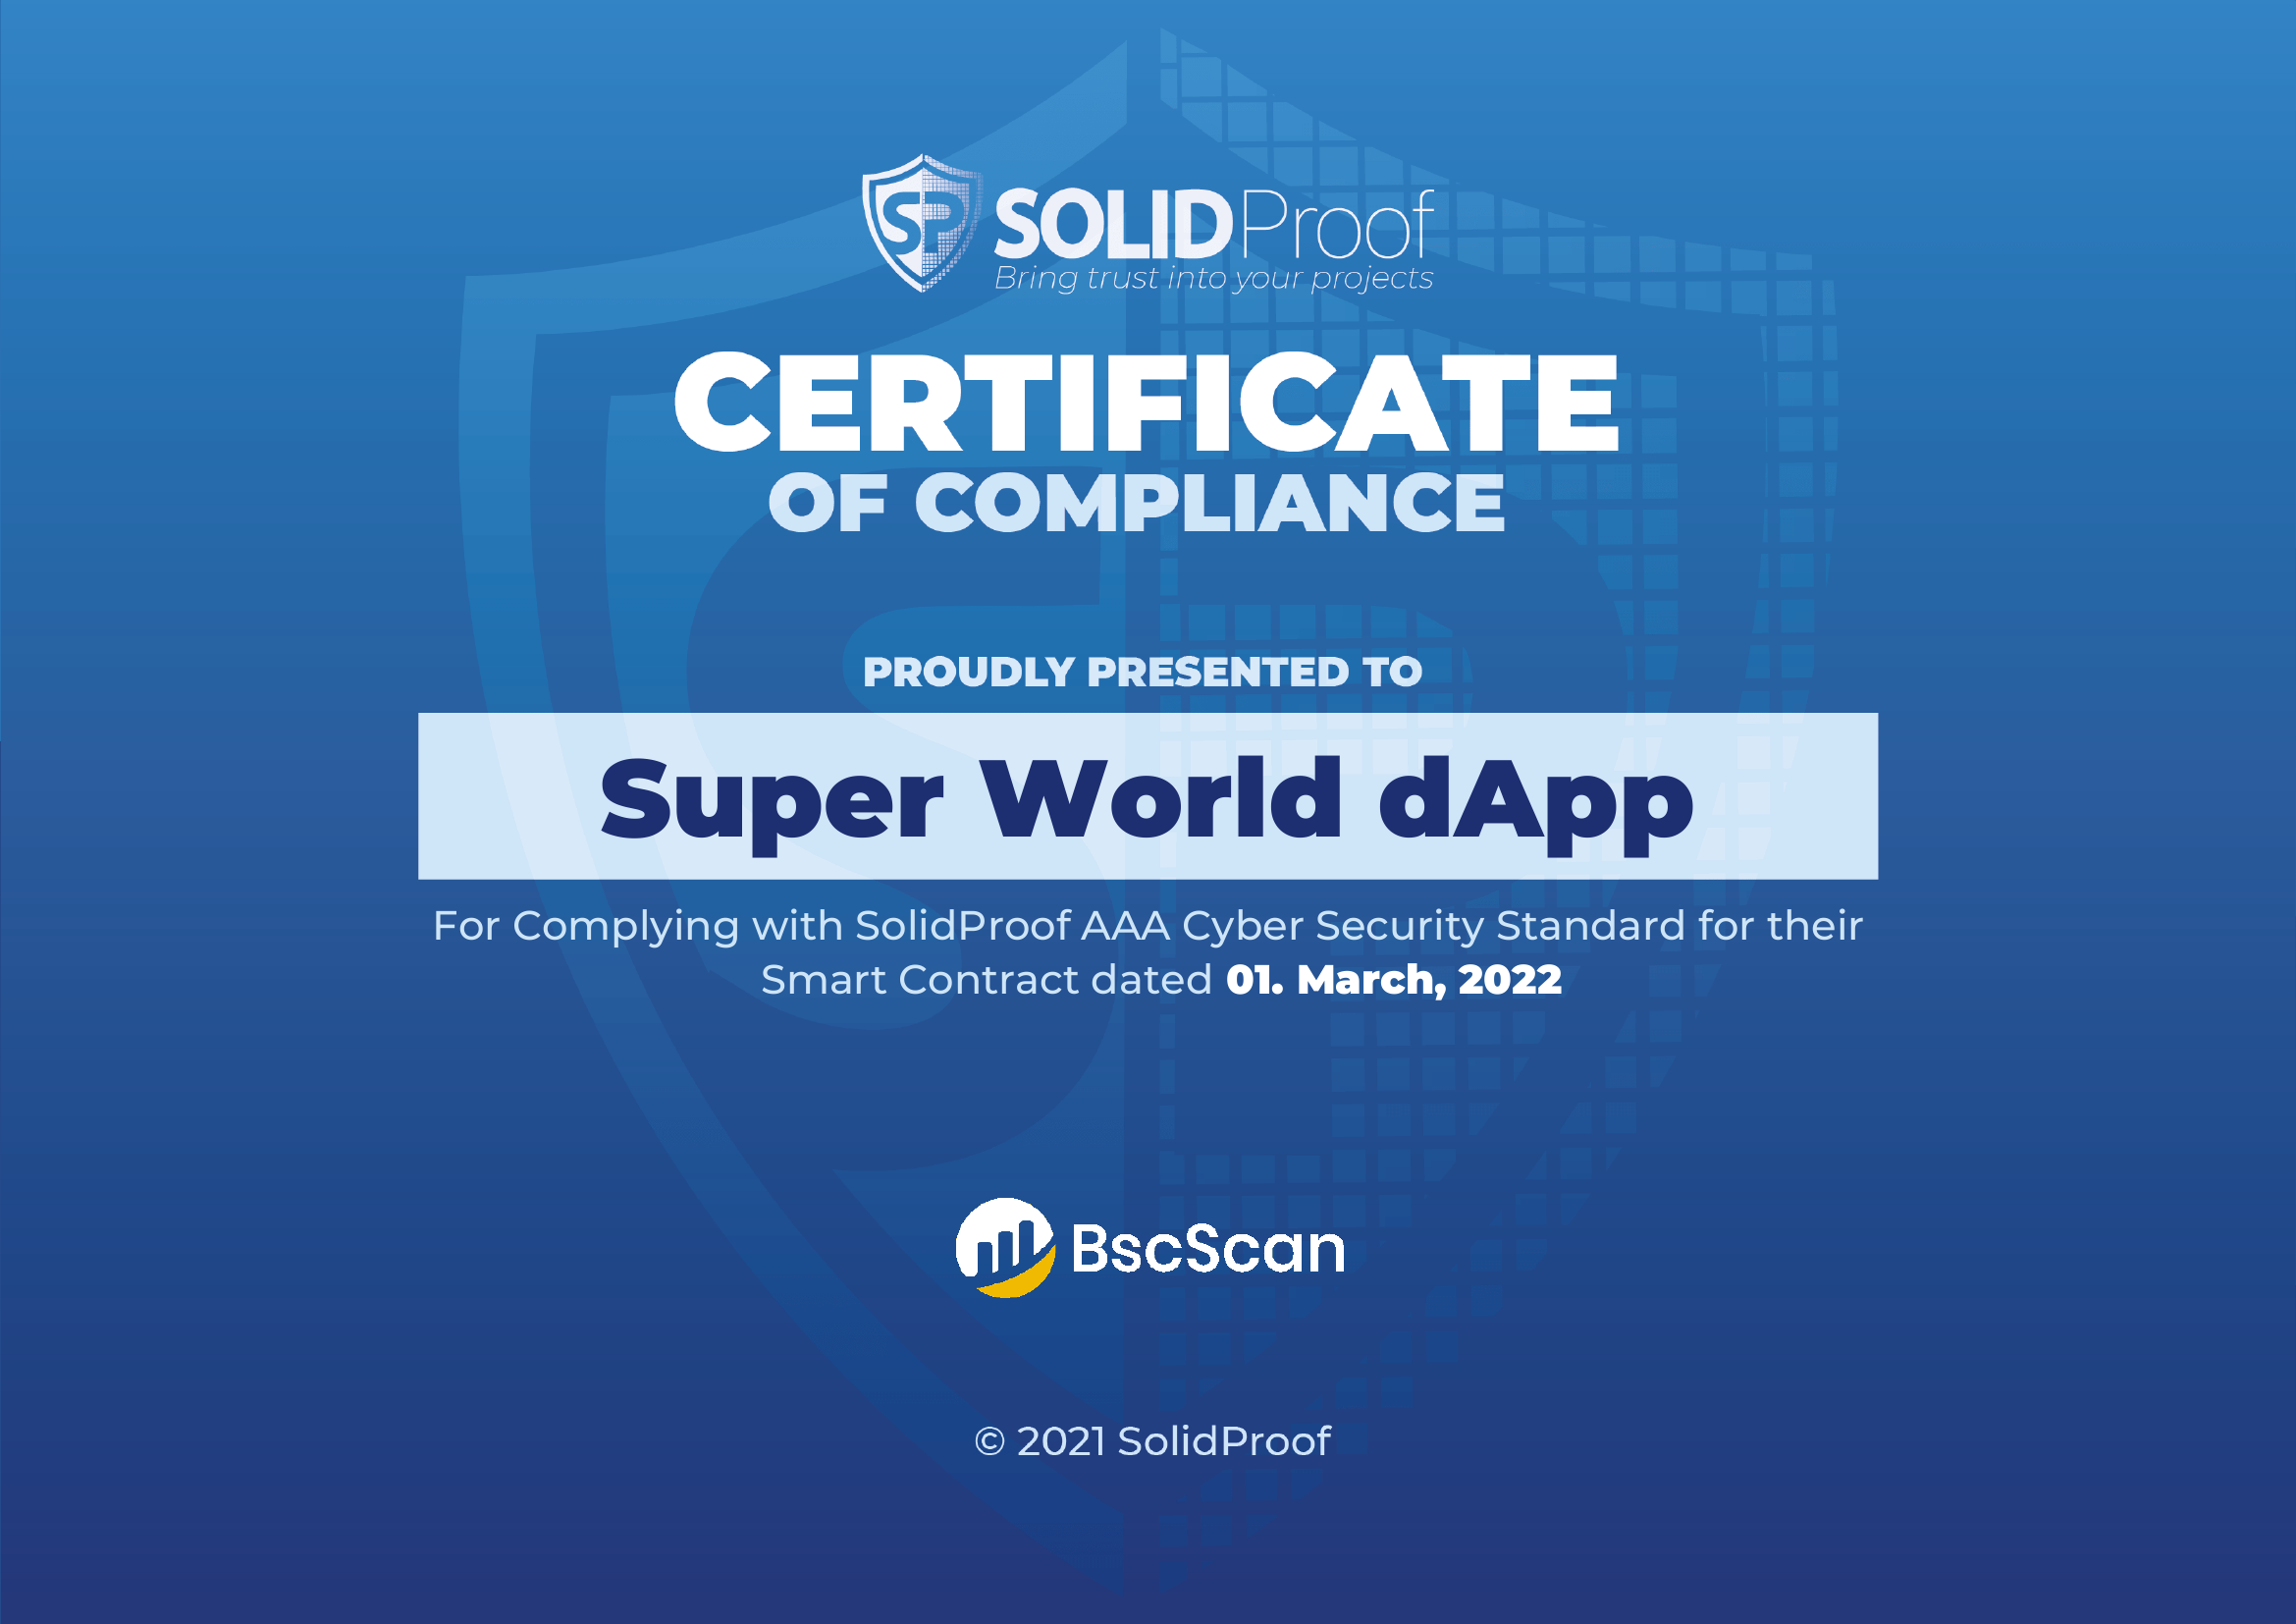 SP SOLIDProof
Bring trust into your projects
CERTIFICATE
OF COMPLIANCE
PROUDLY PRESENTED TO
Super World dApp
For Complying with SolidProof AAA Cyber Security Standard for their
Smart Contract dated 01. March, 2022
BscScan
© 2021 SolidProof